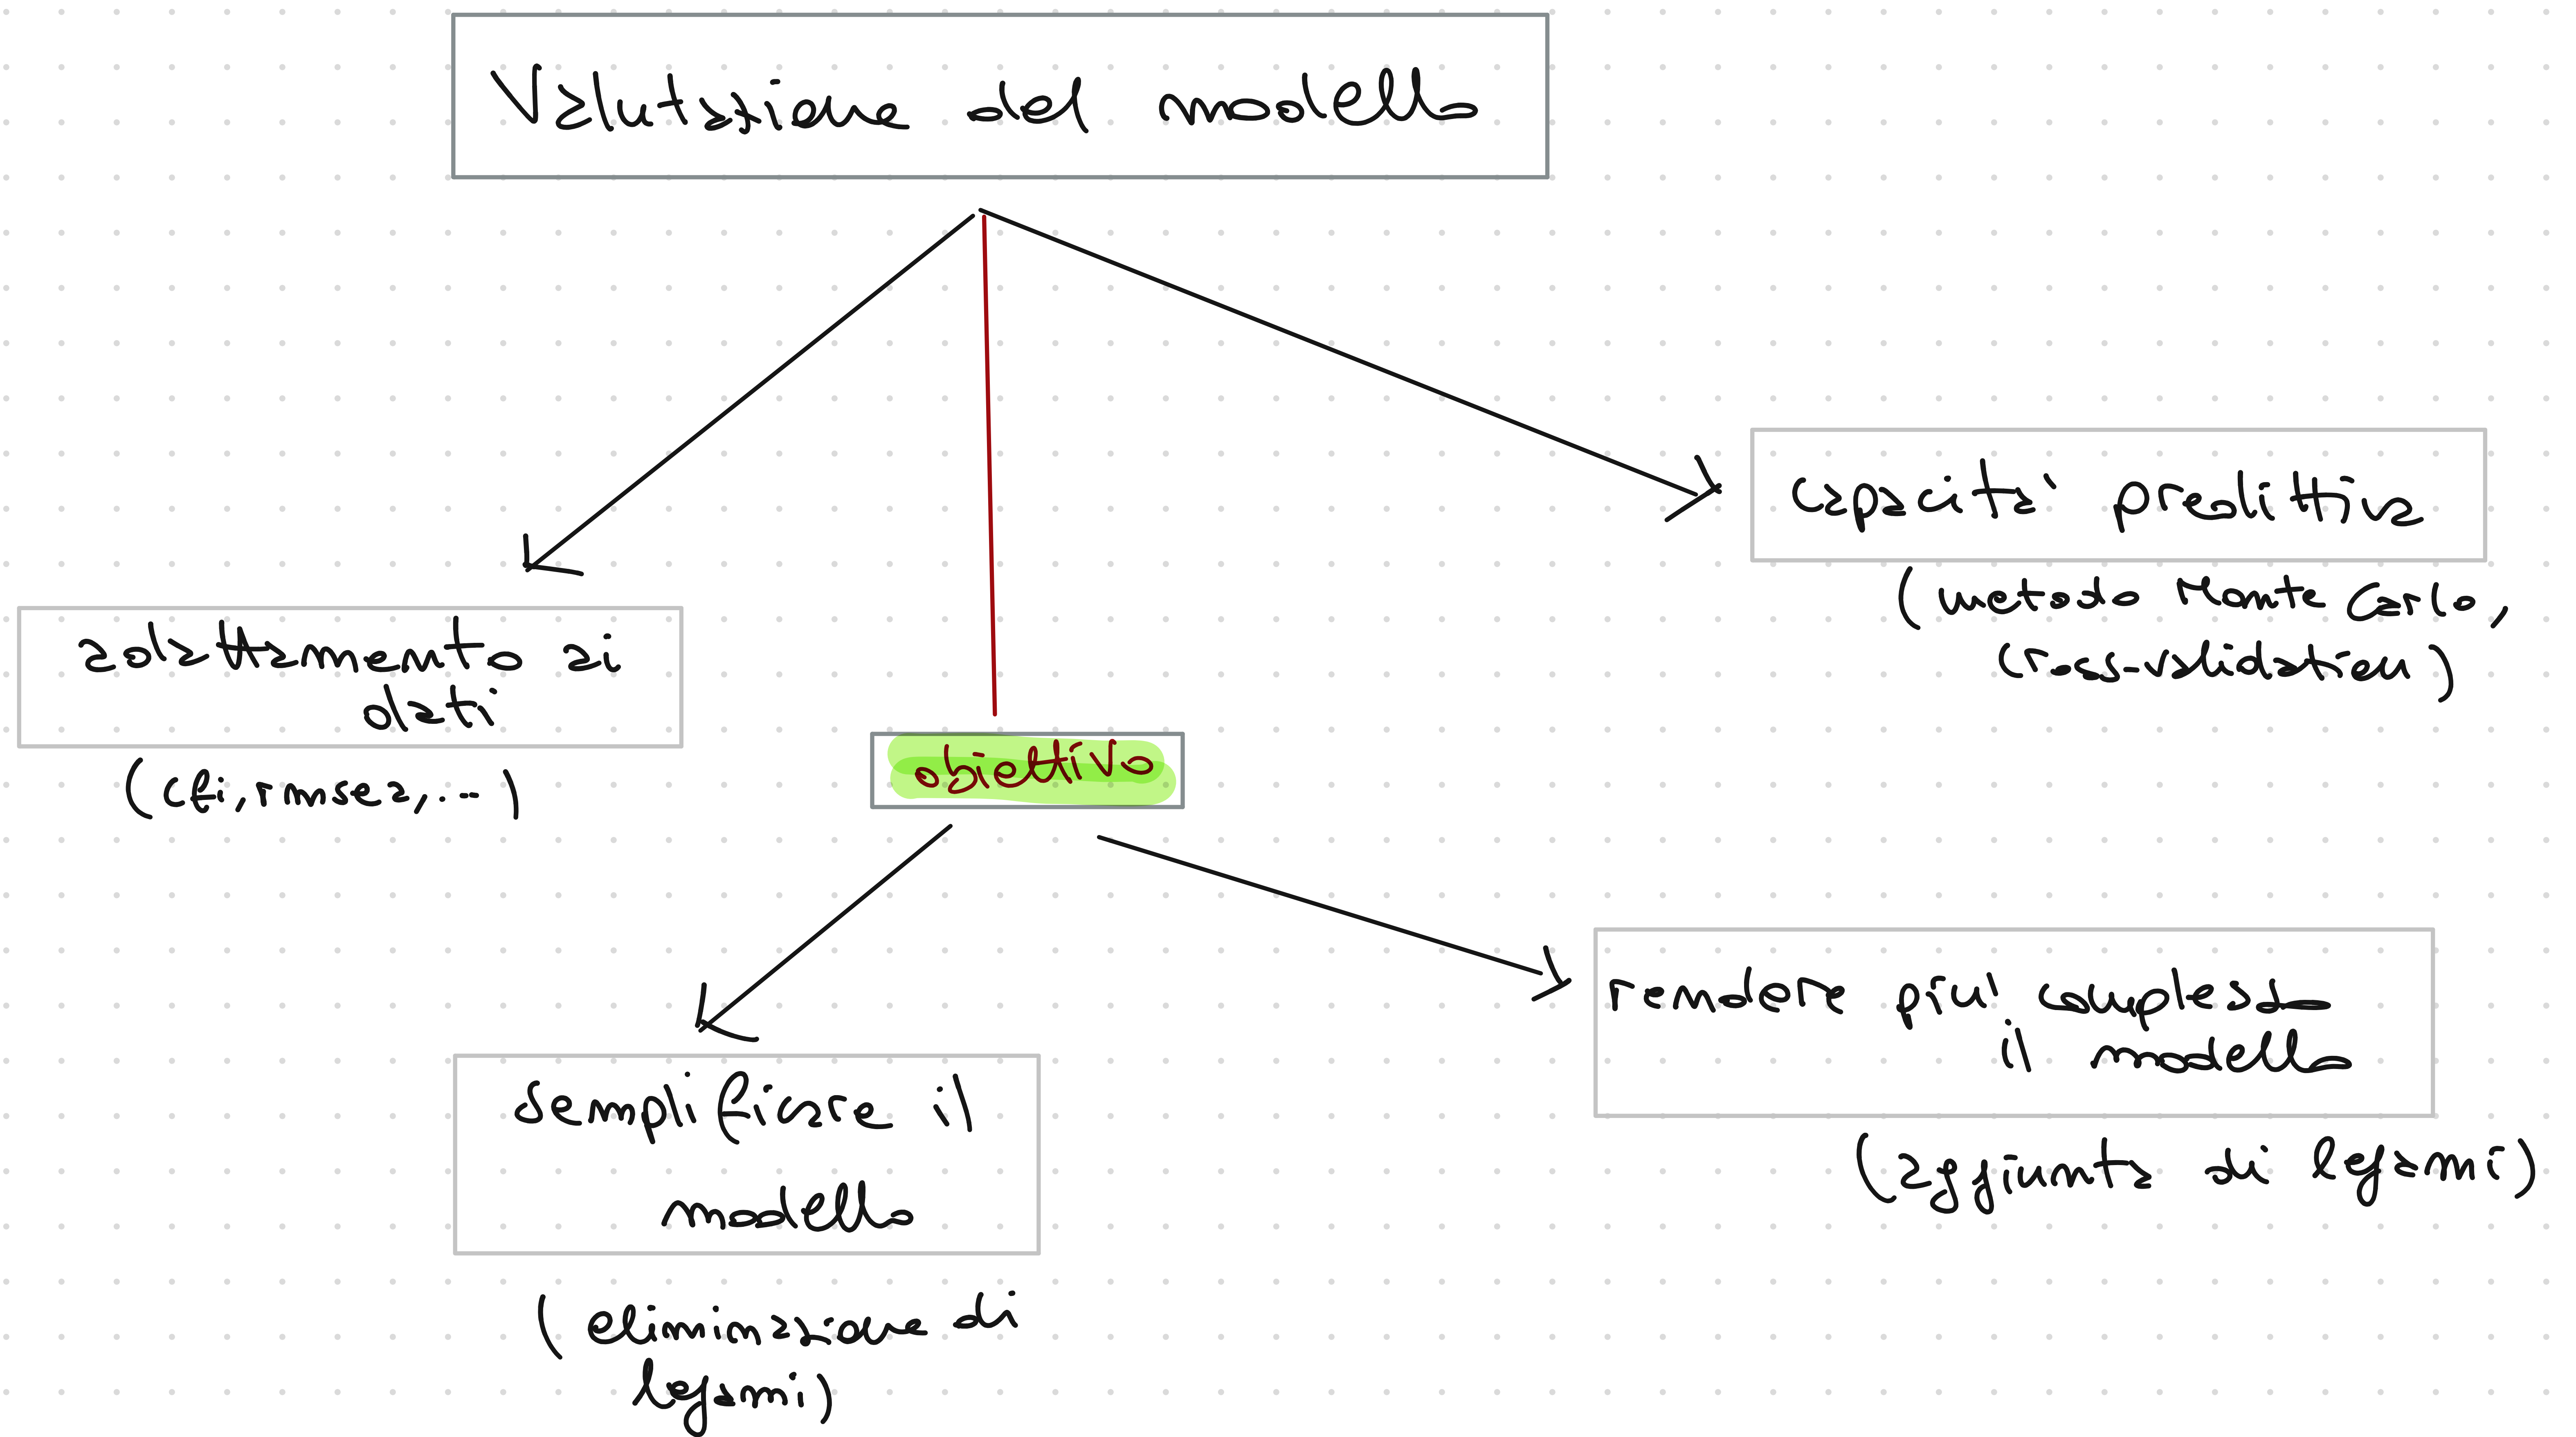 Valutazione del modello
capacita' predittiva
(metodo Monte Carlo,
cross-validation)
adattamento ai
dati
(cfi, rmsea, ...)
obiettivo
rendere piu' complesso
il modello
(aggiunta di legami)
semplificare il
modello
(eliminazione di
legami)